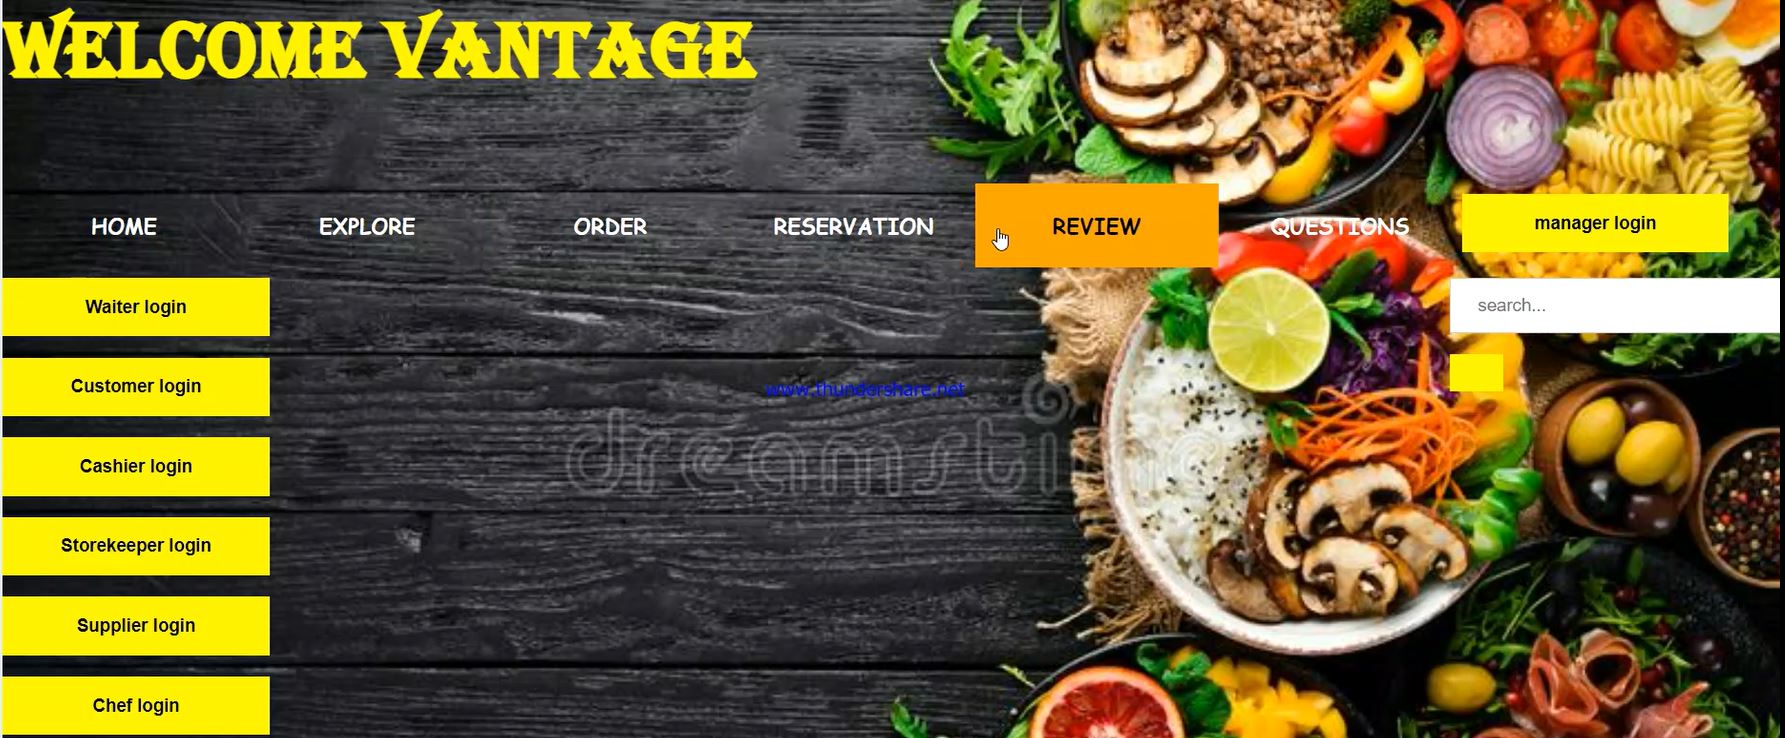 WELCOME VANTAGE
HOME EXPLORE ORDER RESERVATION REVIEW QUESTIONS manager login
Waiter login
search...
Customer login
www.thundershare.net
dreamstime
Cashier login
Storekeeper login
Supplier login
Chef login